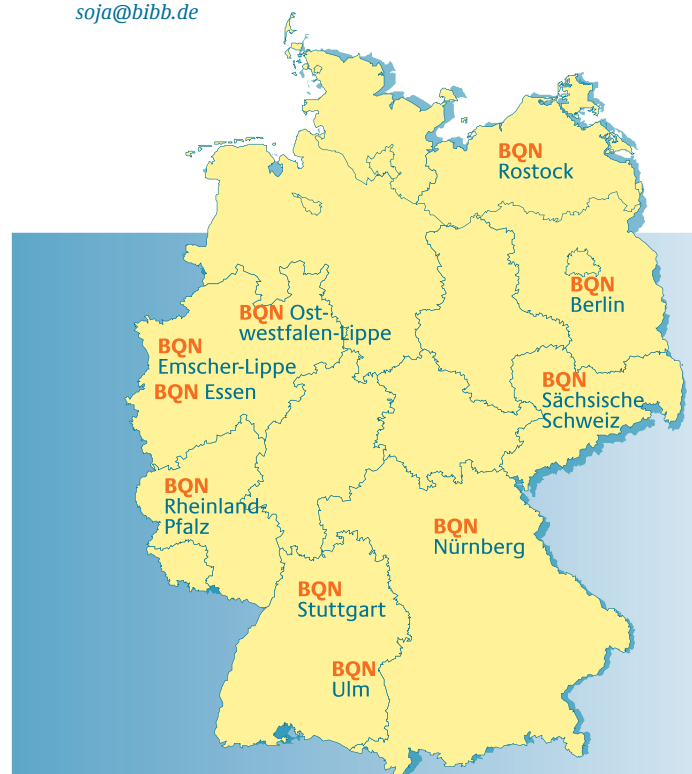 soja@bibb.de
BQN
Rostock
BQN
Berlin
BQN Ost-
westfalen-Lippe
BQN
Emscher-Lippe
BQN Essen
BQN
Sächsische
Schweiz
BQN
Rheinland-
Pfalz
BQN
Nürnberg
BQN
Stuttgart
BQN
Ulm